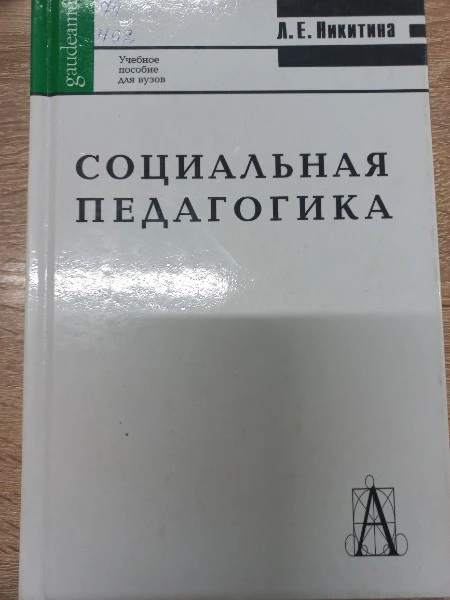 Л. Е. Никитина
gaudeamus
Учебное
пособие
для вузов
СОЦИАЛЬНАЯ
ПЕДАГОГИКА
А